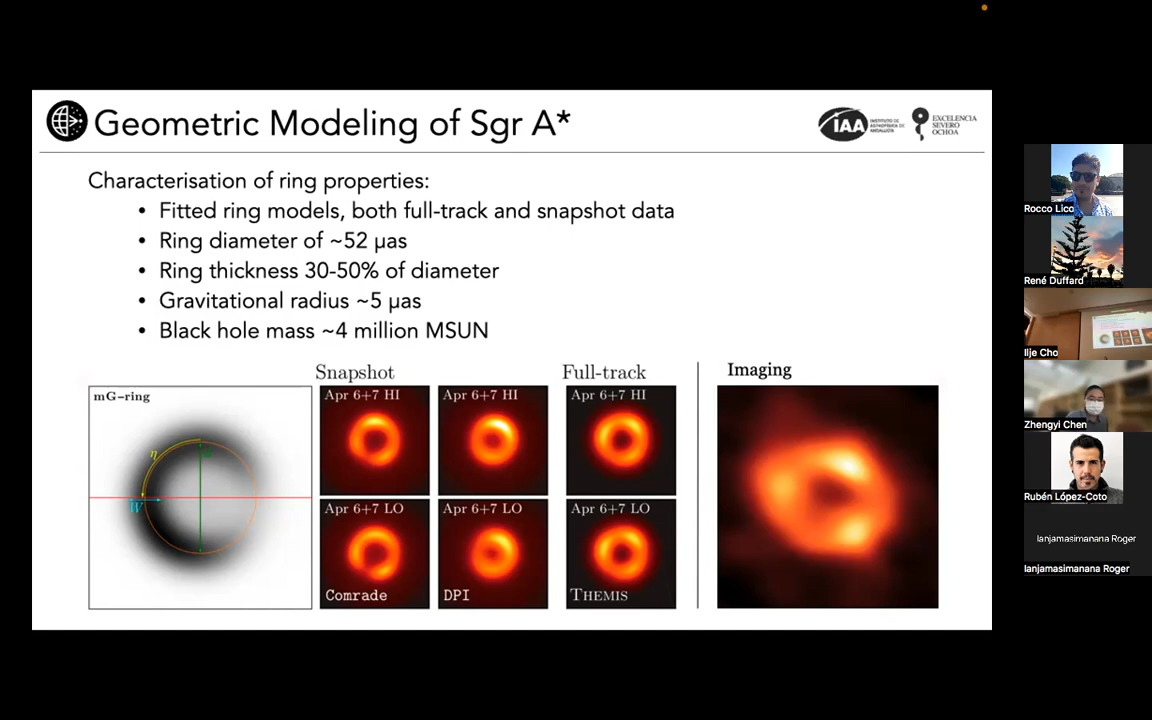 Geometric Modeling of Sgr A*
IAA
INSTITUTO DE
ASTROFÍSICA DE
ANDALUCÍA
EXCELENCIA
SEVERO
OCHOA
Characterisation of ring properties:
• Fitted ring models, both full-track and snapshot data
• Ring diameter of ~52 µas
• Ring thickness 30-50% of diameter
• Gravitational radius ~5 µas
• Black hole mass ~4 million MSUN
Snapshot
Full-track
Imaging
mG-ring
η
W
Apr 6+7 HI
Apr 6+7 HI
Apr 6+7 HI
Apr 6+7 LO
Apr 6+7 LO
Apr 6+7 LO
Comrade
DPI
THEMIS
Rocco Lico
René Duffard
Ilje Cho
Zhengyi Chen
Rubén López-Coto
Ianjamasimanana Roger
Ianjamasimanana Roger